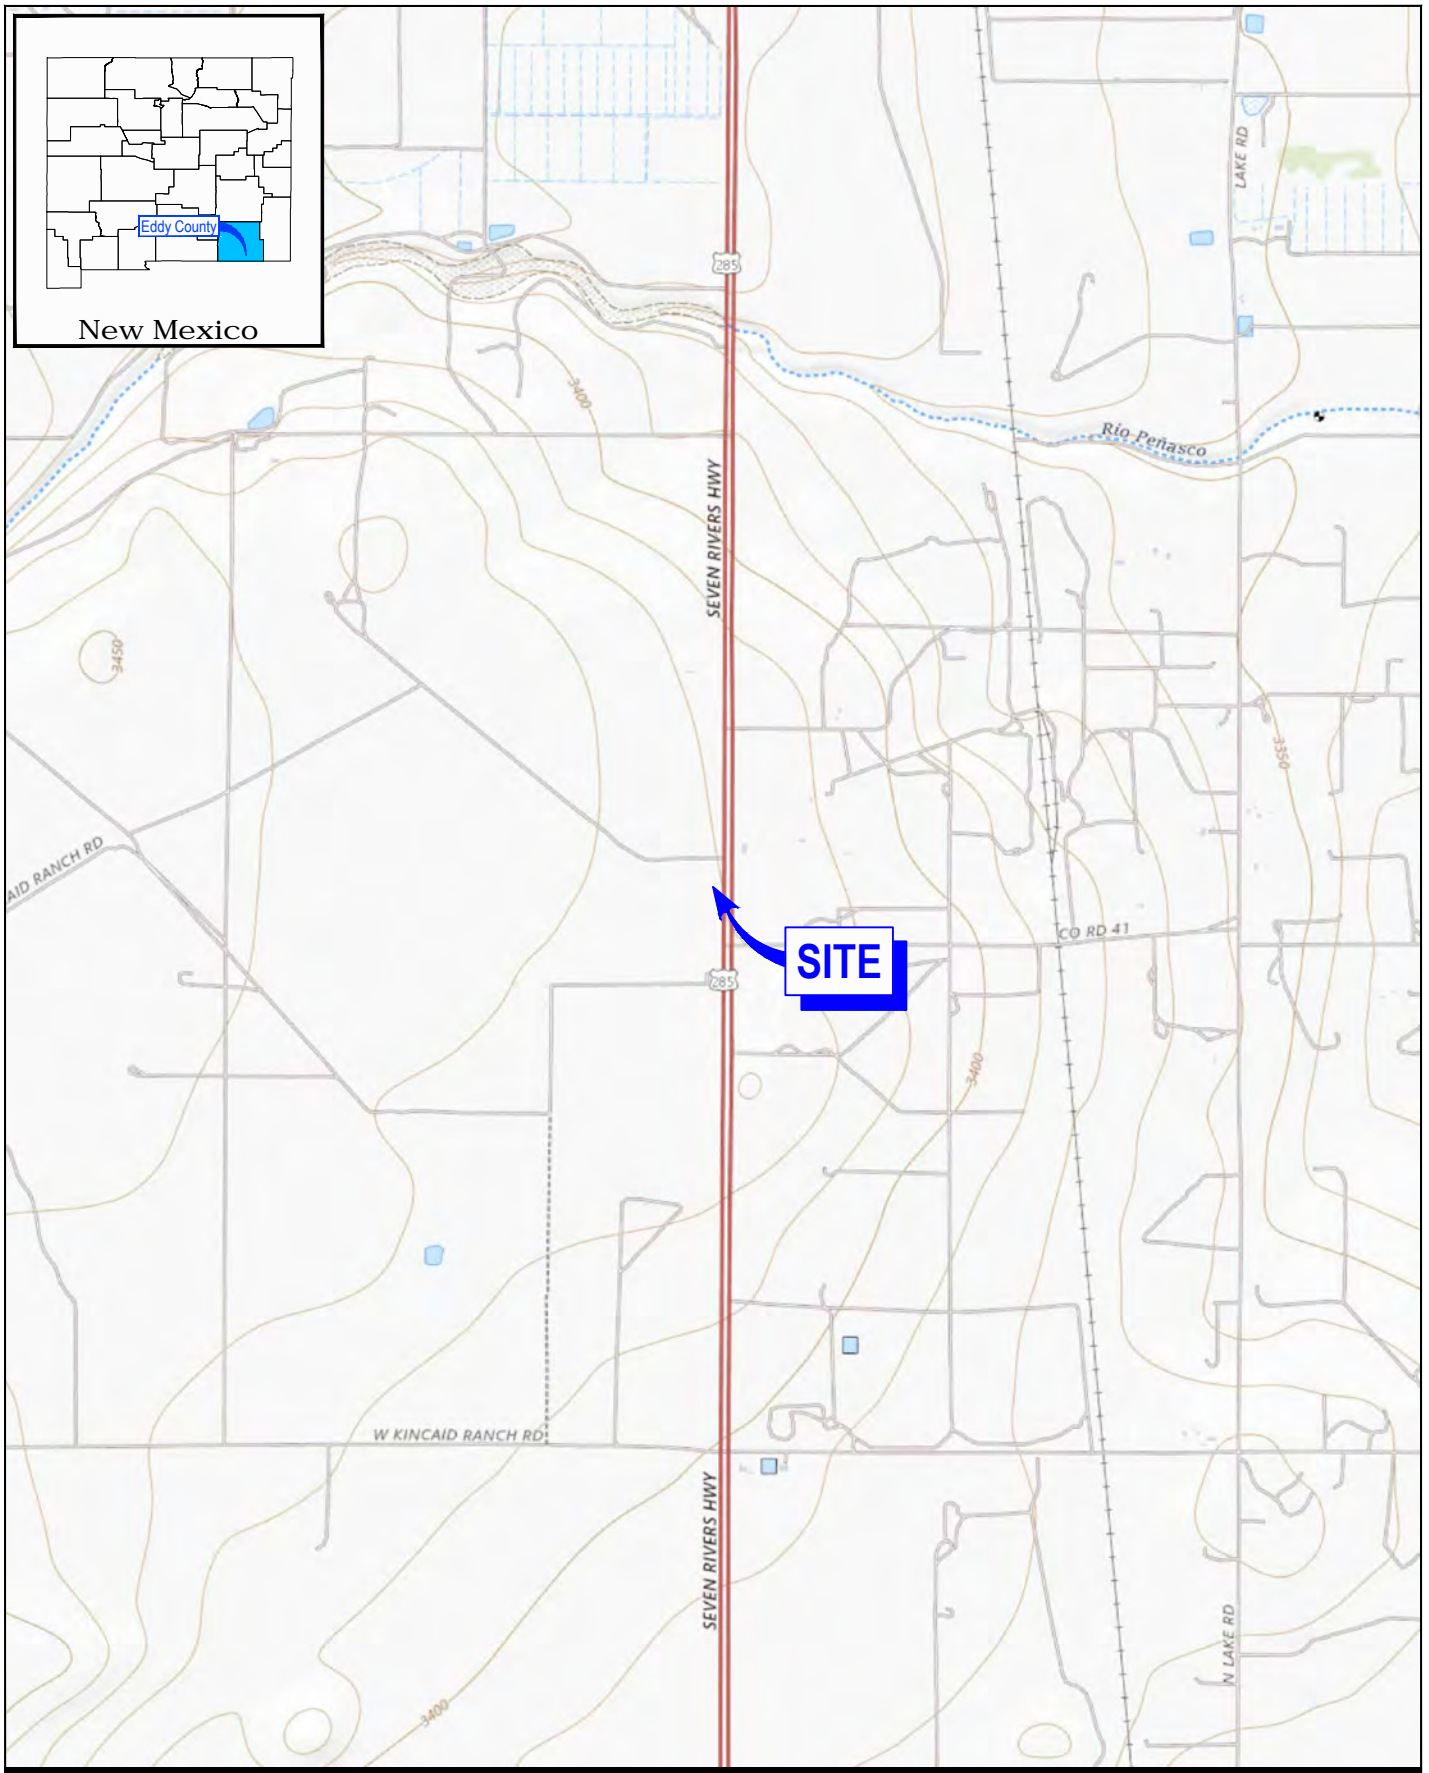 Eddy County
New Mexico
LAKE RD
285
3400
Río Peñasco
SEVEN RIVERS HWY
3450
3350
AID RANCH RD
CO RD 41
SITE
285
3400
W KINCAID RANCH RD
SEVEN RIVERS HWY
N LAKE RD
3400